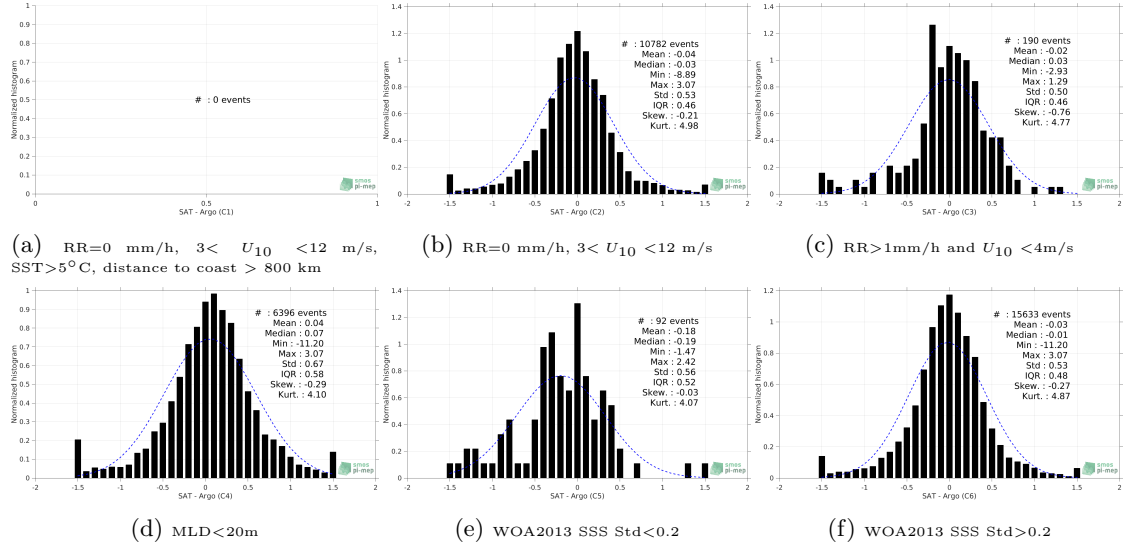 1
0.9
0.8
0.7
0.6
0.5
0.4
0.3
0.2
0.1
0
Normalized histogram
# : 0 events
smos
pi-mep
0 0.5 1
SAT - Argo (C1)
1.4
1.2
1
0.8
0.6
0.4
0.2
0
Normalized histogram
# : 10782 events
Mean : -0.04
Median : -0.03
Min : -8.89
Max : 3.07
Std : 0.53
IQR : 0.46
Skew. : -0.21
Kurt. : 4.98
smos
pi-mep
-2 -1.5 -1 -0.5 0 0.5 1 1.5 2
SAT - Argo (C2)
1.4
1.2
1
0.8
0.6
0.4
0.2
0
Normalized histogram
# : 190 events
Mean : -0.02
Median : 0.03
Min : -2.93
Max : 1.29
Std : 0.50
IQR : 0.46
Skew. : -0.76
Kurt. : 4.77
smos
pi-mep
-2 -1.5 -1 -0.5 0 0.5 1 1.5 2
SAT - Argo (C3)
(a) RR=0 mm/h, 3< U10 <12 m/s,
SST>5°C, distance to coast > 800 km
(b) RR=0 mm/h, 3< U10 <12 m/s
(c) RR>1mm/h and U10 <4m/s
1
0.9
0.8
0.7
0.6
0.5
0.4
0.3
0.2
0.1
0
Normalized histogram
# : 6396 events
Mean : 0.04
Median : 0.07
Min : -11.20
Max : 3.07
Std : 0.67
IQR : 0.58
Skew. : -0.29
Kurt. : 4.10
smos
pi-mep
-2 -1.5 -1 -0.5 0 0.5 1 1.5 2
SAT - Argo (C4)
1.4
1.2
1
0.8
0.6
0.4
0.2
0
Normalized histogram
# : 92 events
Mean : -0.18
Median : -0.19
Min : -1.47
Max : 2.42
Std : 0.56
IQR : 0.52
Skew. : -0.03
Kurt. : 4.07
smos
pi-mep
-2 -1.5 -1 -0.5 0 0.5 1 1.5 2
SAT - Argo (C5)
1.2
1
0.8
0.6
0.4
0.2
0
Normalized histogram
# : 15633 events
Mean : -0.03
Median : -0.01
Min : -11.20
Max : 3.07
Std : 0.53
IQR : 0.48
Skew. : -0.27
Kurt. : 4.87
smos
pi-mep
-2 -1.5 -1 -0.5 0 0.5 1 1.5 2
SAT - Argo (C6)
(d) MLD<20m
(e) WOA2013 SSS Std<0.2
(f) WOA2013 SSS Std>0.2